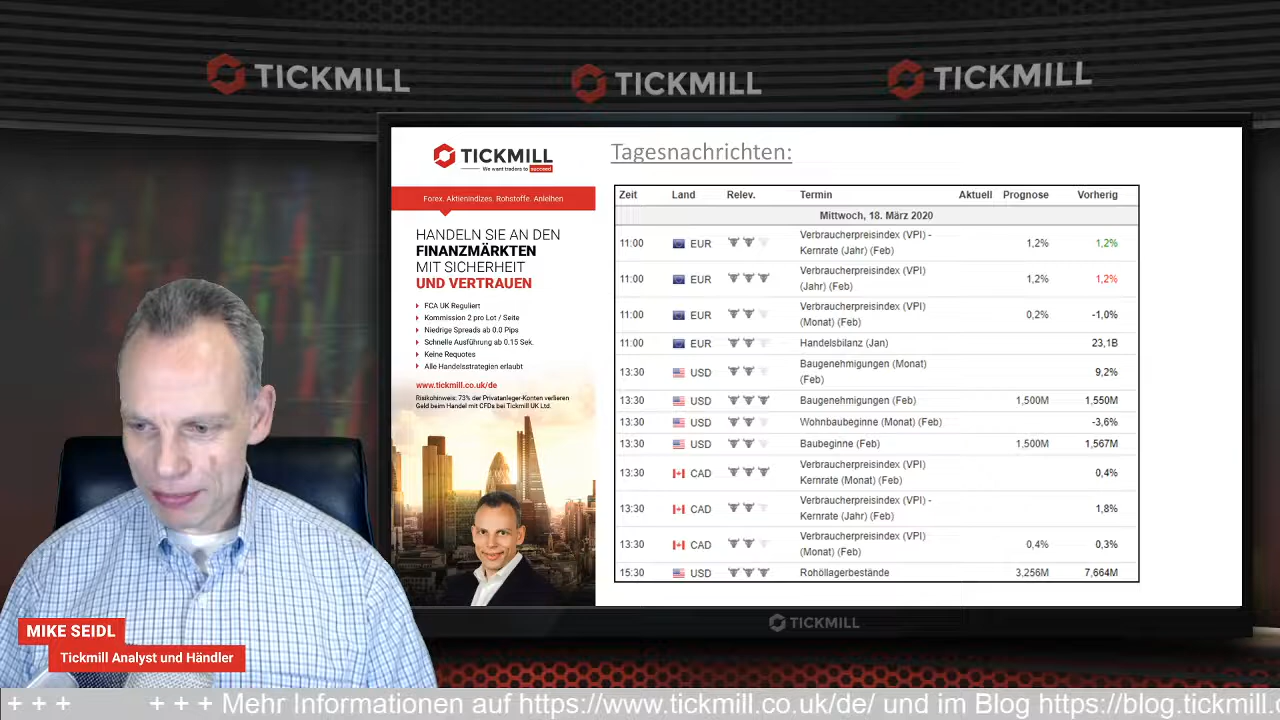 TICKMILL
TICKMILL
TICKMILL
TICKMILL
We want traders to succeed
Forex. Aktienindizes. Rohstoffe. Anleihen
HANDELN SIE AN DEN
FINANZMÄRKTEN
MIT SICHERHEIT
UND VERTRAUEN
FCA UK Reguliert
Kommission 2 pro Lot / Seite
Niedrige Spreads ab 0.0 Pips
Schnelle Ausführung ab 0.15 Sek.
Keine Requotes
Alle Handelsstrategien erlaubt
www.tickmill.co.uk/de
Risikohinweis: 73% der Privatanleger-Konten verlieren
Geld beim Handel mit CFDs bei Tickmill UK Ltd.
Tagesnachrichten:
Zeit Land Relev. Termin Aktuell Prognose Vorherig
Mittwoch, 18. März 2020
11:00 EUR Verbraucherpreisindex (VPI) - 1,2% 1,2%
Kernrate (Jahr) (Feb)
11:00 EUR Verbraucherpreisindex (VPI) 1,2% 1,2%
(Jahr) (Feb)
11:00 EUR Verbraucherpreisindex (VPI) 0,2% -1,0%
(Monat) (Feb)
11:00 EUR Handelsbilanz (Jan) 23,1B
13:30 USD Baugenehmigungen (Monat) 9,2%
(Feb)
13:30 USD Baugenehmigungen (Feb) 1,500M 1,550M
13:30 USD Wohnbaubeginne (Monat) (Feb) -3,6%
13:30 USD Baubeginne (Feb) 1,500M 1,567M
13:30 CAD Verbraucherpreisindex (VPI) 0,4%
Kernrate (Monat) (Feb)
13:30 CAD Verbraucherpreisindex (VPI) - 1,8%
Kernrate (Jahr) (Feb)
13:30 CAD Verbraucherpreisindex (VPI) 0,4% 0,3%
(Monat) (Feb)
15:30 USD Rohöllagerbestände 3,256M 7,664M
TICKMILL
MIKE SEIDL
Tickmill Analyst und Händler
+ + + + + + Mehr Informationen auf https://www.tickmill.co.uk/de/ und im Blog https://blog.tickmill.c